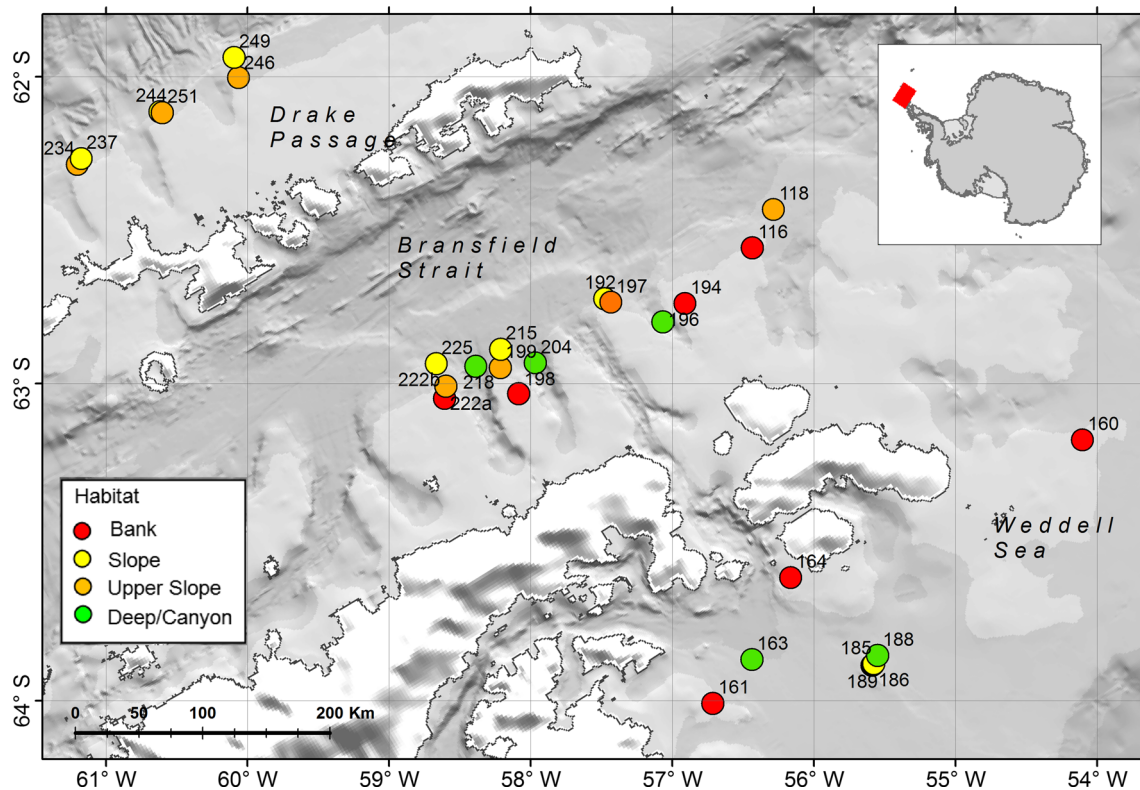 249
62° S
246
244 251
Drake
Passage
234
237
118
116
Bransfield
Strait
192 197
194
196
215
225
199
204
63° S
218
222b
198
222a
160
Habitat
Bank
Slope
Upper Slope
Deep/Canyon
Weddell
Sea
164
163
185 188
189 186
161
64° S
0 50 100 200 Km
61° W 60° W 59° W 58° W 57° W 56° W 55° W 54° W